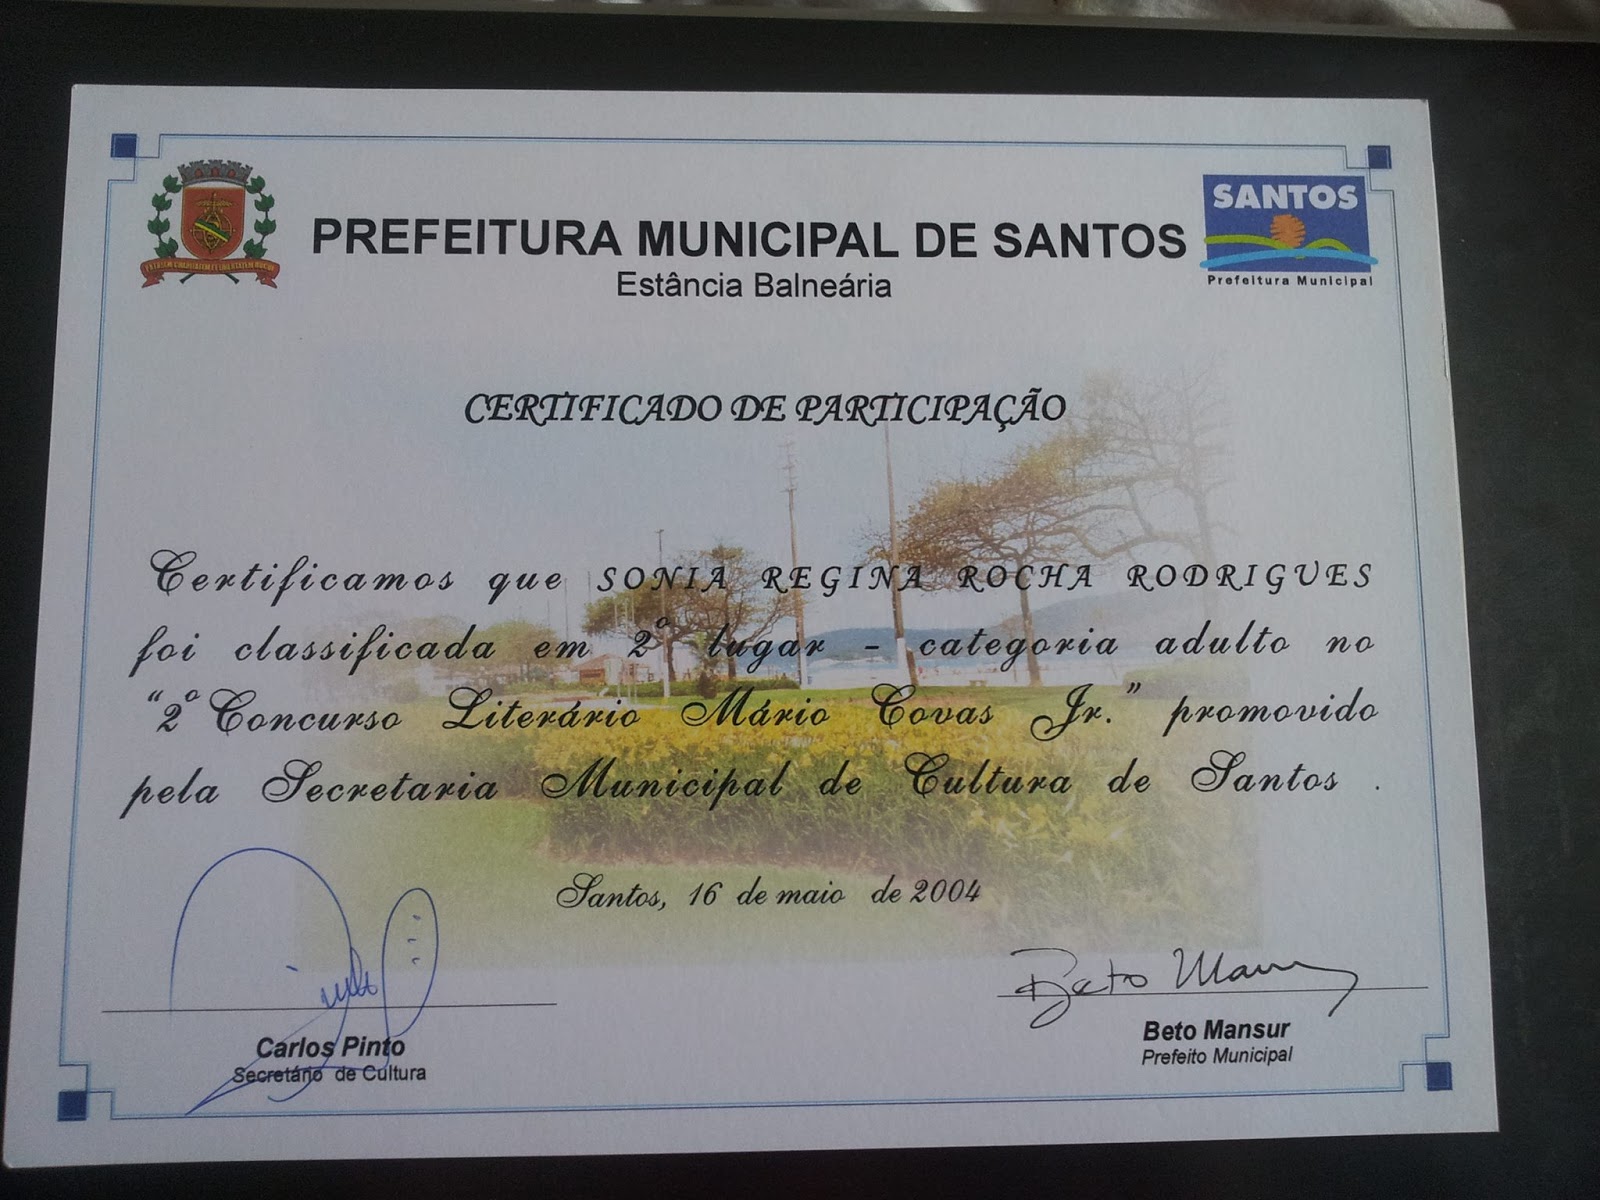 SANTOS
Prefeitura Municipal
PREFEITURA MUNICIPAL DE SANTOS
Estância Balneária
CERTIFICADO DE PARTICIPAÇÃO
Certificamos que SONIA REGINA ROCHA RODRIGUES
foi classificada em 2º lugar - categoria adulto no
“2º Concurso Literário Mário Covas Jr.” promovido
pela Secretaria Municipal de Cultura de Santos .
Santos, 16 de maio de 2004
Beto Mansur
Carlos Pinto
Secretário de Cultura
Beto Mansur
Prefeito Municipal